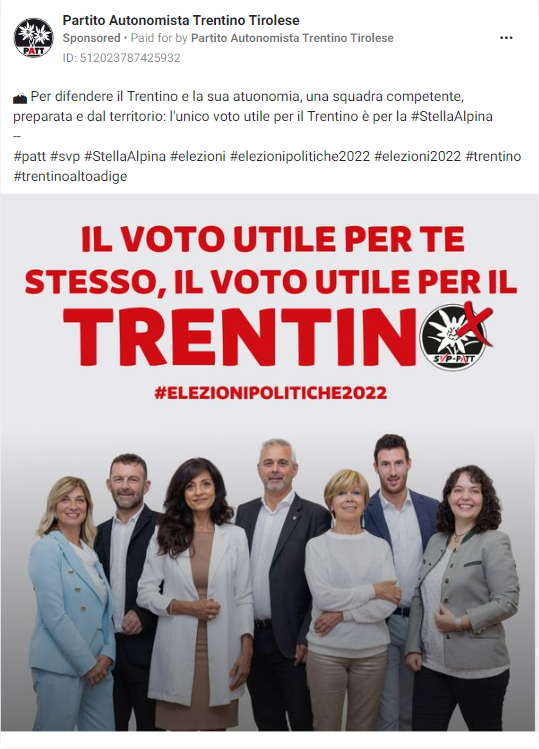 Partito Autonomista Trentino Tirolese
Sponsored • Paid for by Partito Autonomista Trentino Tirolese
ID: 512023787425932
PATT
Per difendere il Trentino e la sua atuonomia, una squadra competente,
preparata e dal territorio: l'unico voto utile per il Trentino è per la #StellaAlpina
--
#patt #svp #StellaAlpina #elezioni #elezionipolitiche2022 #elezioni2022 #trentino
#trentinoaltoadige
IL VOTO UTILE PER TE
STESSO, IL VOTO UTILE PER IL
TRENTINO
SVP-PATT
#ELEZIONIPOLITICHE2022